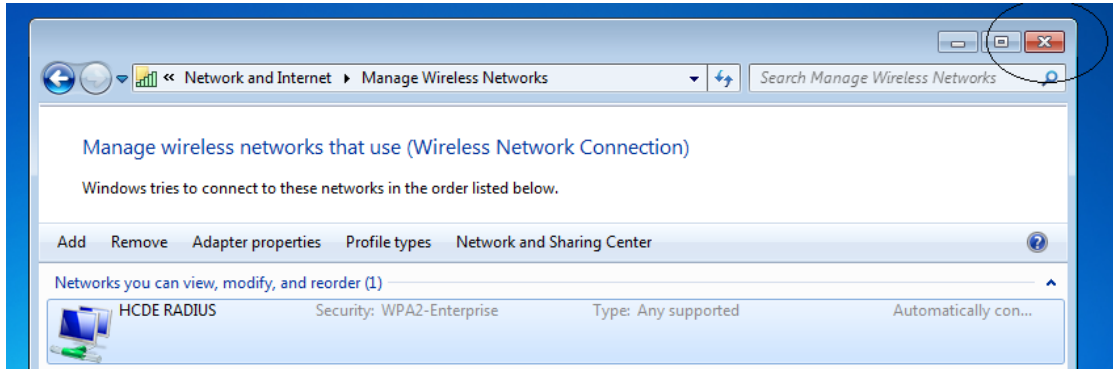 « Network and Internet ▸ Manage Wireless Networks Search Manage Wireless Networks
Manage wireless networks that use (Wireless Network Connection)
Windows tries to connect to these networks in the order listed below.
Add Remove Adapter properties Profile types Network and Sharing Center
Networks you can view, modify, and reorder (1)
HCDE RADIUS Security: WPA2-Enterprise Type: Any supported Automatically con...